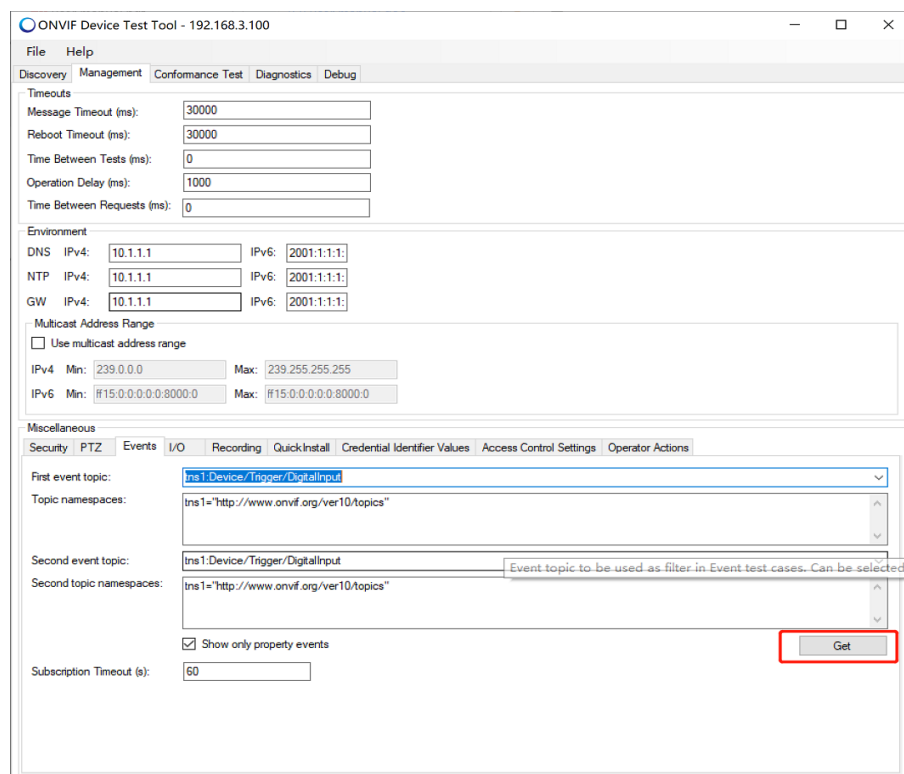 ONVIF Device Test Tool - 192.168.3.100
File Help
Discovery Management Conformance Test Diagnostics Debug
Timeouts
Message Timeout (ms): 30000
Reboot Timeout (ms): 30000
Time Between Tests (ms): 0
Operation Delay (ms): 1000
Time Between Requests (ms): 0
Environment
DNS IPv4: 10.1.1.1 IPv6: 2001:1:1:1:
NTP IPv4: 10.1.1.1 IPv6: 2001:1:1:1:
GW IPv4: 10.1.1.1 IPv6: 2001:1:1:1:
Multicast Address Range
Use multicast address range
IPv4 Min: 239.0.0.0 Max: 239.255.255.255
IPv6 Min: ff15:0:0:0:0:0:8000:0 Max: ff15:0:0:0:0:0:8000:0
Miscellaneous
Security PTZ Events I/O Recording QuickInstall Credential Identifier Values Access Control Settings Operator Actions
First event topic: tns1:Device/Trigger/DigitalInput
Topic namespaces: tns1="http://www.onvif.org/ver10/topics"
Second event topic: tns1:Device/Trigger/DigitalInput
Event topic to be used as filter in Event test cases. Can be selected
Second topic namespaces: tns1="http://www.onvif.org/ver10/topics"
Show only property events
Get
Subscription Timeout (s): 60